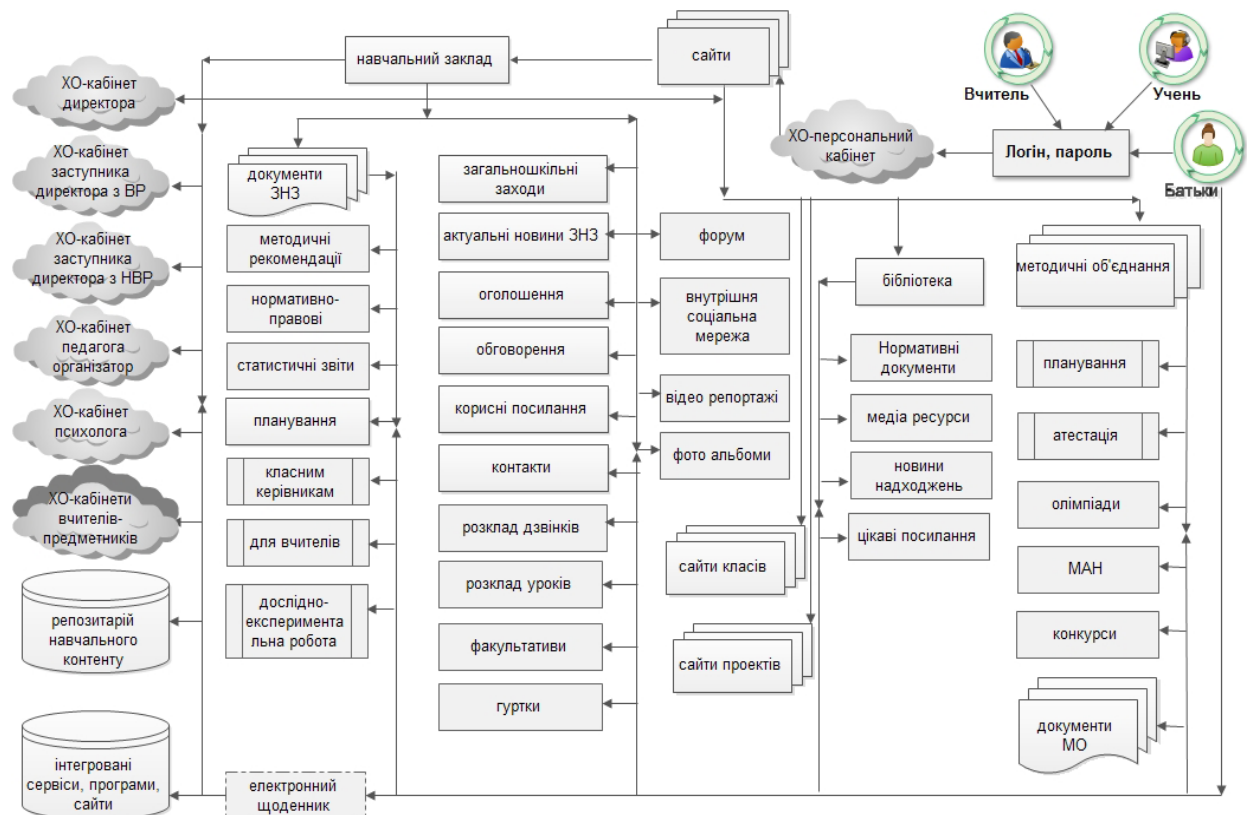 сайти
навчальний заклад
Вчитель
Учень
ХО-кабінет
директора
ХО-персональний
кабінет
Логін, пароль
Батьки
ХО-кабінет
заступника
директора з ВР
ХО-кабінет
заступника
директора з НВР
ХО-кабінет
педагога
організатор
ХО-кабінет
психолога
ХО-кабінети
вчителів-
предметників
репозитарій
навчального
контенту
інтегровані
сервіси, програми,
сайти
документи
ЗНЗ
методичні
рекомендації
нормативно-
правові
статистичні звіти
планування
класним
керівникам
для вчителів
дослідно-
експеримента
льна робота
електронний
щоденник
загальношкільні
заходи
актуальні новини ЗНЗ
оголошення
обговорення
корисні посилання
контакти
розклад дзвінків
розклад уроків
факультативи
гуртки
форум
внутрішня
соціальна
мережа
відео репортажі
фото альбоми
сайти класів
сайти проектів
бібліотека
Нормативні
документи
медіа ресурси
новини
надходжень
цікаві посилання
методичні об'єднання
планування
атестація
олімпіади
МАН
конкурси
документи
МО